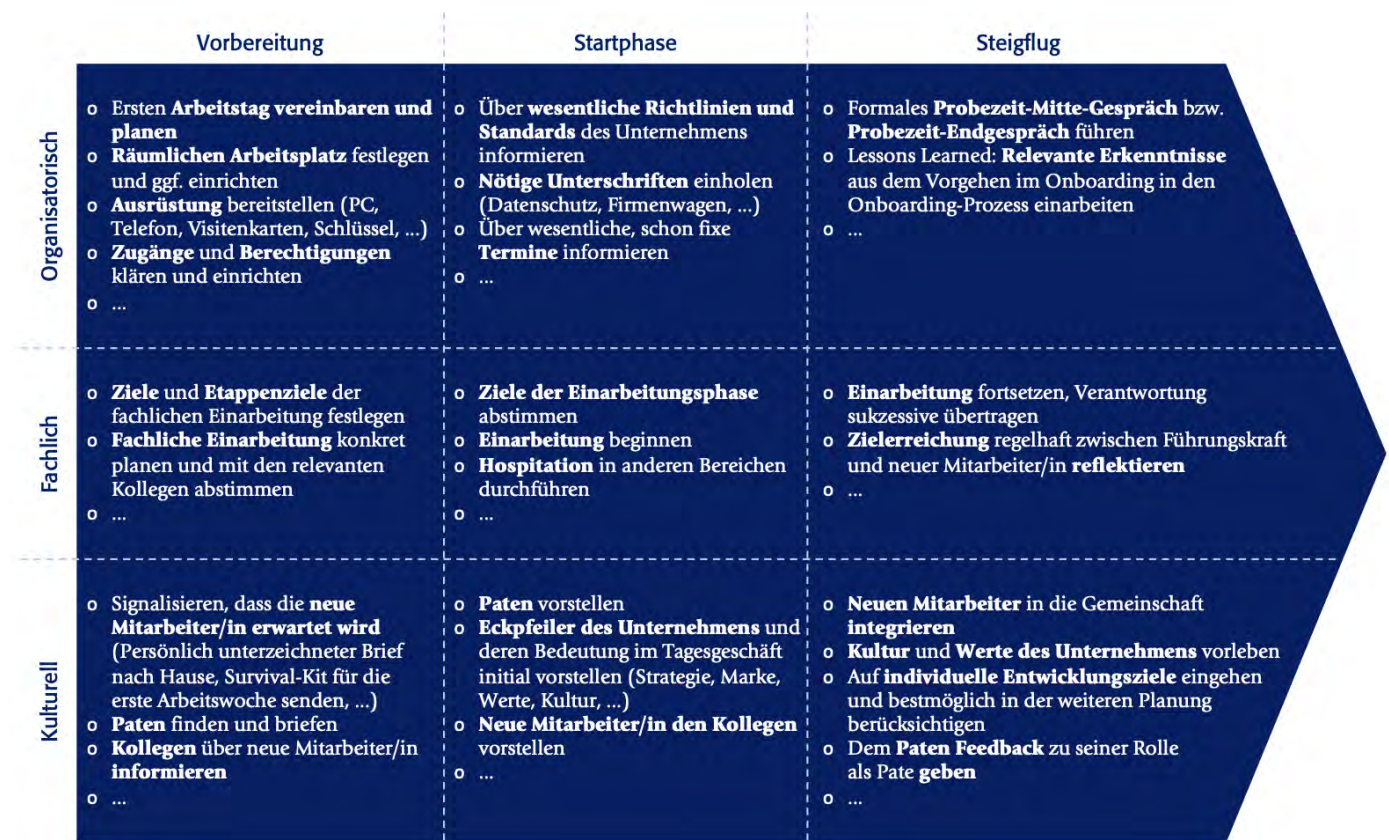 Vorbereitung
Startphase
Steigflug
Organisatorisch
o Ersten Arbeitstag vereinbaren und
planen
o Räumlichen Arbeitsplatz festlegen
und ggf. einrichten
o Ausrüstung bereitstellen (PC,
Telefon, Visitenkarten, Schlüssel, ...)
o Zugänge und Berechtigungen
klären und einrichten
o ...
o Über wesentliche Richtlinien und
Standards des Unternehmens
informieren
o Nötige Unterschriften einholen
(Datenschutz, Firmenwagen, ...)
o Über wesentliche, schon fixe
Termine informieren
o ...
o Formales Probezeit-Mitte-Gespräch bzw.
Probezeit-Endgespräch führen
o Lessons Learned: Relevante Erkenntnisse
aus dem Vorgehen im Onboarding in den
Onboarding-Prozess einarbeiten
o ...
Fachlich
o Ziele und Etappenziele der
fachlichen Einarbeitung festlegen
o Fachliche Einarbeitung konkret
planen und mit den relevanten
Kollegen abstimmen
o ...
o Ziele der Einarbeitungsphase
abstimmen
o Einarbeitung beginnen
o Hospitation in anderen Bereichen
durchführen
o ...
o Einarbeitung fortsetzen, Verantwortung
sukzessive übertragen
o Zielerreichung regelhaft zwischen Führungskraft
und neuer Mitarbeiter/in reflektieren
o ...
Kulturell
o Signalisieren, dass die neue
Mitarbeiter/in erwartet wird
(Persönlich unterzeichneter Brief
nach Hause, Survival-Kit für die
erste Arbeitswoche senden, ...)
o Paten finden und briefen
o Kollegen über neue Mitarbeiter/in
informieren
o ...
o Paten vorstellen
o Eckpfeiler des Unternehmens und
deren Bedeutung im Tagesgeschäft
initial vorstellen (Strategie, Marke,
Werte, Kultur, ...)
o Neue Mitarbeiter/in den Kollegen
vorstellen
o ...
o Neuen Mitarbeiter in die Gemeinschaft
integrieren
o Kultur und Werte des Unternehmens vorleben
o Auf individuelle Entwicklungsziele eingehen
und bestmöglich in der weiteren Planung
berücksichtigen
o Dem Paten Feedback zu seiner Rolle
als Pate geben
o ...